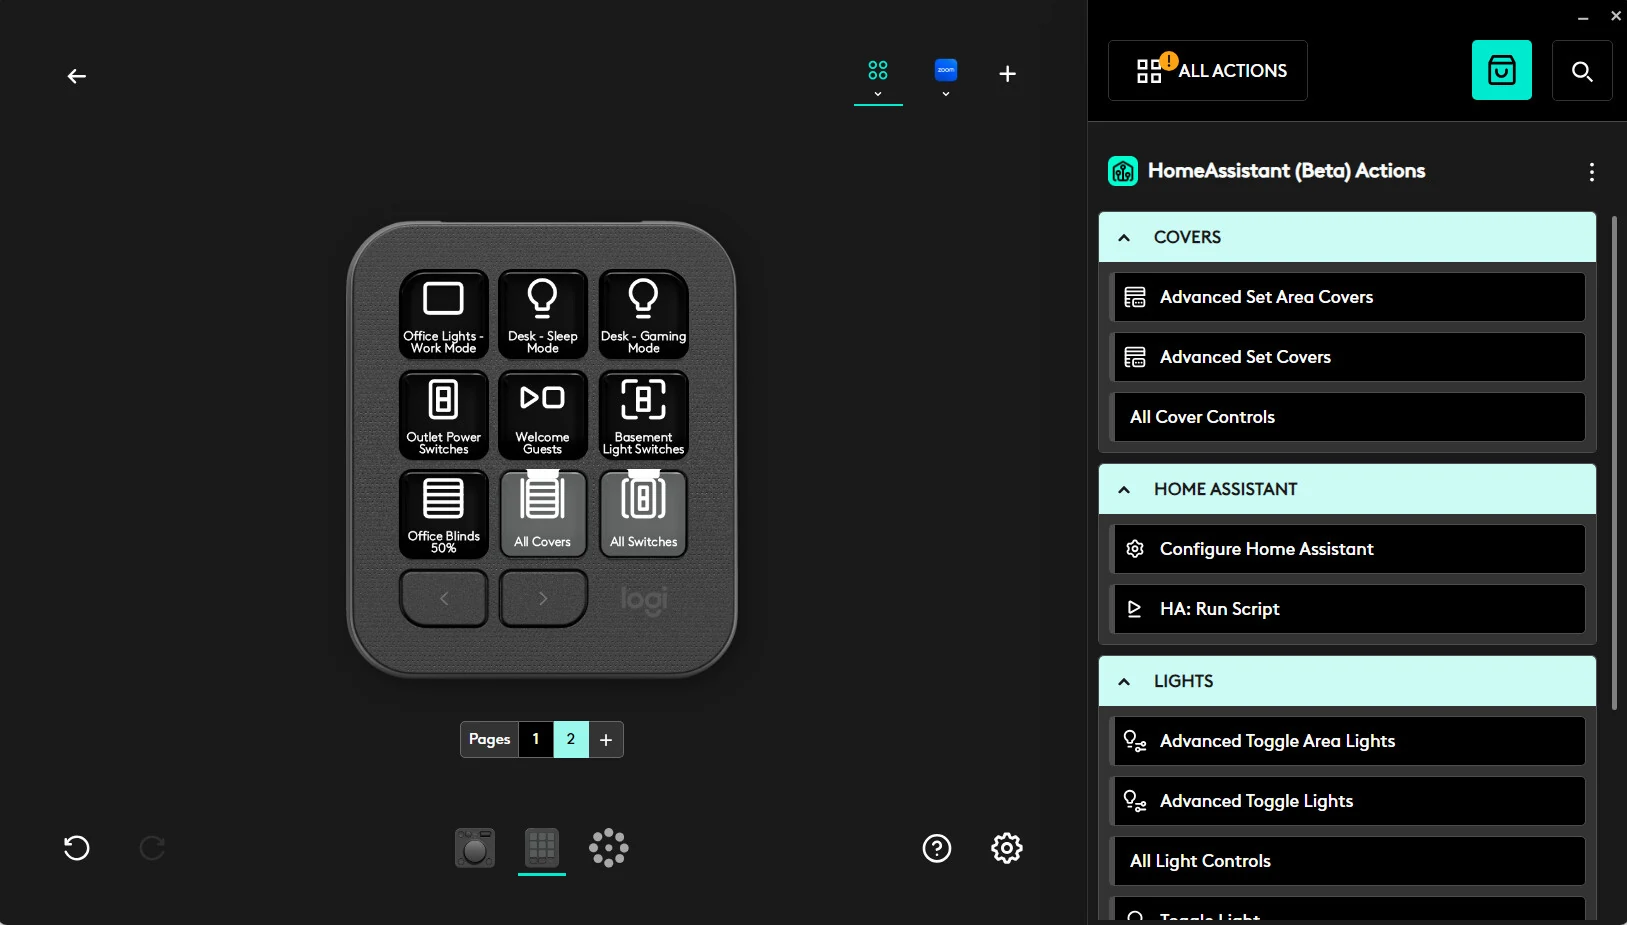 zoom
ALL ACTIONS
HomeAssistant (Beta) Actions
COVERS
Advanced Set Area Covers
Advanced Set Covers
All Cover Controls
HOME ASSISTANT
Configure Home Assistant
HA: Run Script
LIGHTS
Advanced Toggle Area Lights
Advanced Toggle Lights
All Light Controls
Toggle Light
Office Lights -
Work Mode
Desk - Sleep
Mode
Desk - Gaming
Mode
Outlet Power
Switches
Welcome
Guests
Basement
Light Switches
Office Blinds
50%
All Covers
All Switches
logi
Pages 1 2 +